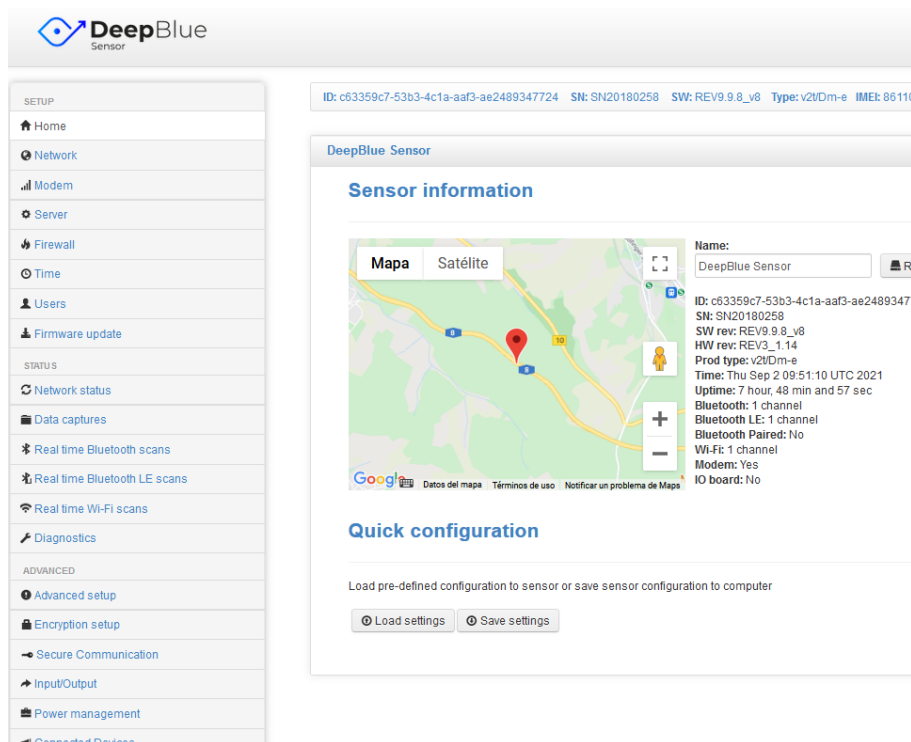 DeepBlue
Sensor
SETUP
Home
Network
Modem
Server
Firewall
Time
Users
Firmware update
STATUS
Network status
Data captures
Real time Bluetooth scans
Real time Bluetooth LE scans
Real time Wi-Fi scans
Diagnostics
ADVANCED
Advanced setup
Encryption setup
Secure Communication
Input/Output
Power management
Connected Devices
ID: c63359c7-53b3-4c1a-aaf3-ae2489347724 SN: SN20180258 SW: REV9.9.8_v8 Type: v2t/Dm-e IMEI: 86110
DeepBlue Sensor
Sensor information
Mapa Satélite
8
10
8
Google
Datos del mapa Términos de uso Notificar un problema de Maps
Name:
DeepBlue Sensor
R
ID: c63359c7-53b3-4c1a-aaf3-ae2489347
SN: SN20180258
SW rev: REV9.9.8_v8
HW rev: REV3_1.14
Prod type: v2t/Dm-e
Time: Thu Sep 2 09:51:10 UTC 2021
Uptime: 7 hour, 48 min and 57 sec
Bluetooth: 1 channel
Bluetooth LE: 1 channel
Bluetooth Paired: No
Wi-Fi: 1 channel
Modem: Yes
IO board: No
Quick configuration
Load pre-defined configuration to sensor or save sensor configuration to computer
Load settings Save settings